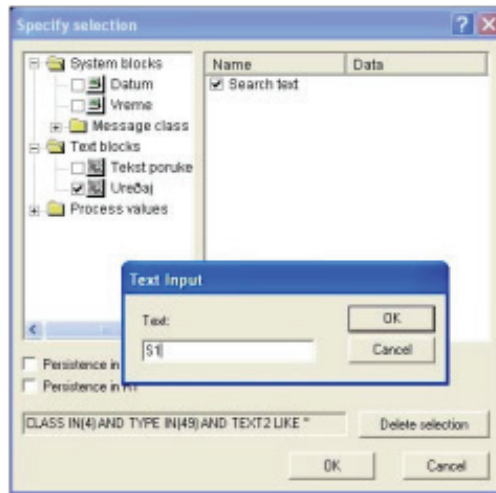 Specify selection
System blocks
Datum
Vreme
Message class
Text blocks
Tekst poruke
Uređaj
Process values
Name Data
Search text
Text Input
Text:
S1
OK
Cancel
Persistence in
Persistence in
CLASS IN(4) AND TYPE IN(49) AND TEXT2 LIKE "
Delete selection
OK
Cancel